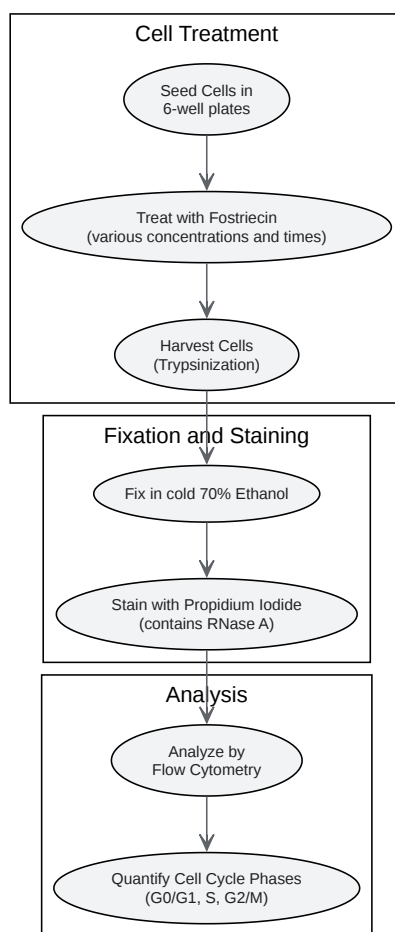 Cell Treatment
Seed Cells in
6-well plates
Treat with Fostriecin
(various concentrations and times)
Harvest Cells
(Trypsinization)
Fixation and Staining
Fix in cold 70% Ethanol
Stain with Propidium Iodide
(contains RNase A)
Analysis
Analyze by
Flow Cytometry
Quantify Cell Cycle Phases
(G0/G1, S, G2/M)